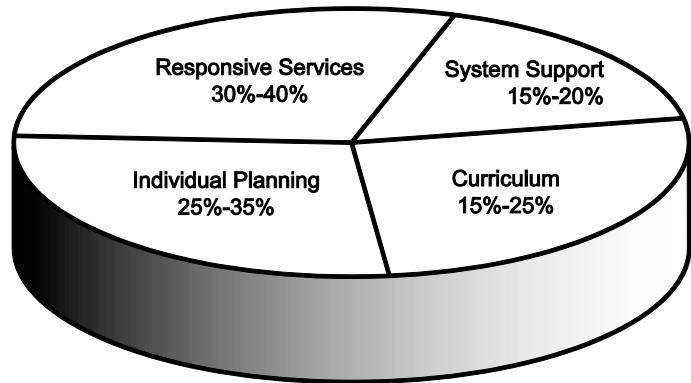 Responsive Services
30%-40%
System Support
15%-20%
Individual Planning
25%-35%
Curriculum
15%-25%